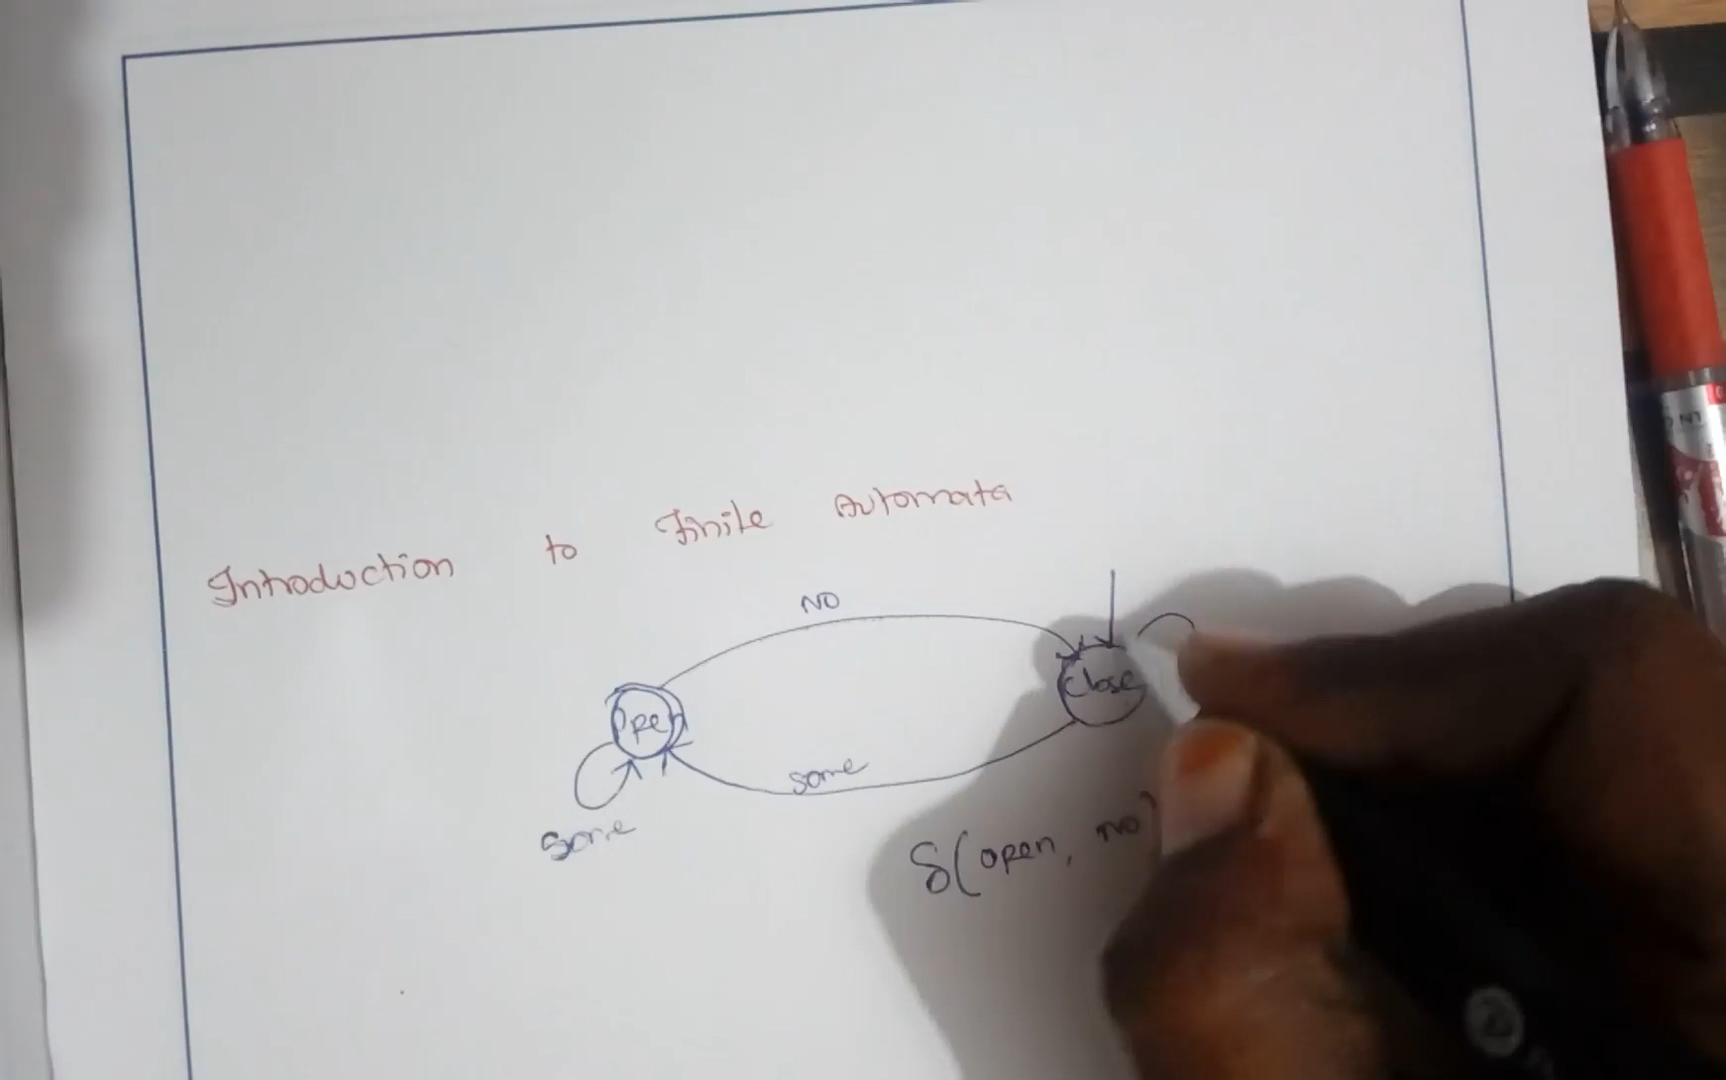 Introduction to Finite Automata
NO
Open
Close
Some
Some
δ(open, no)